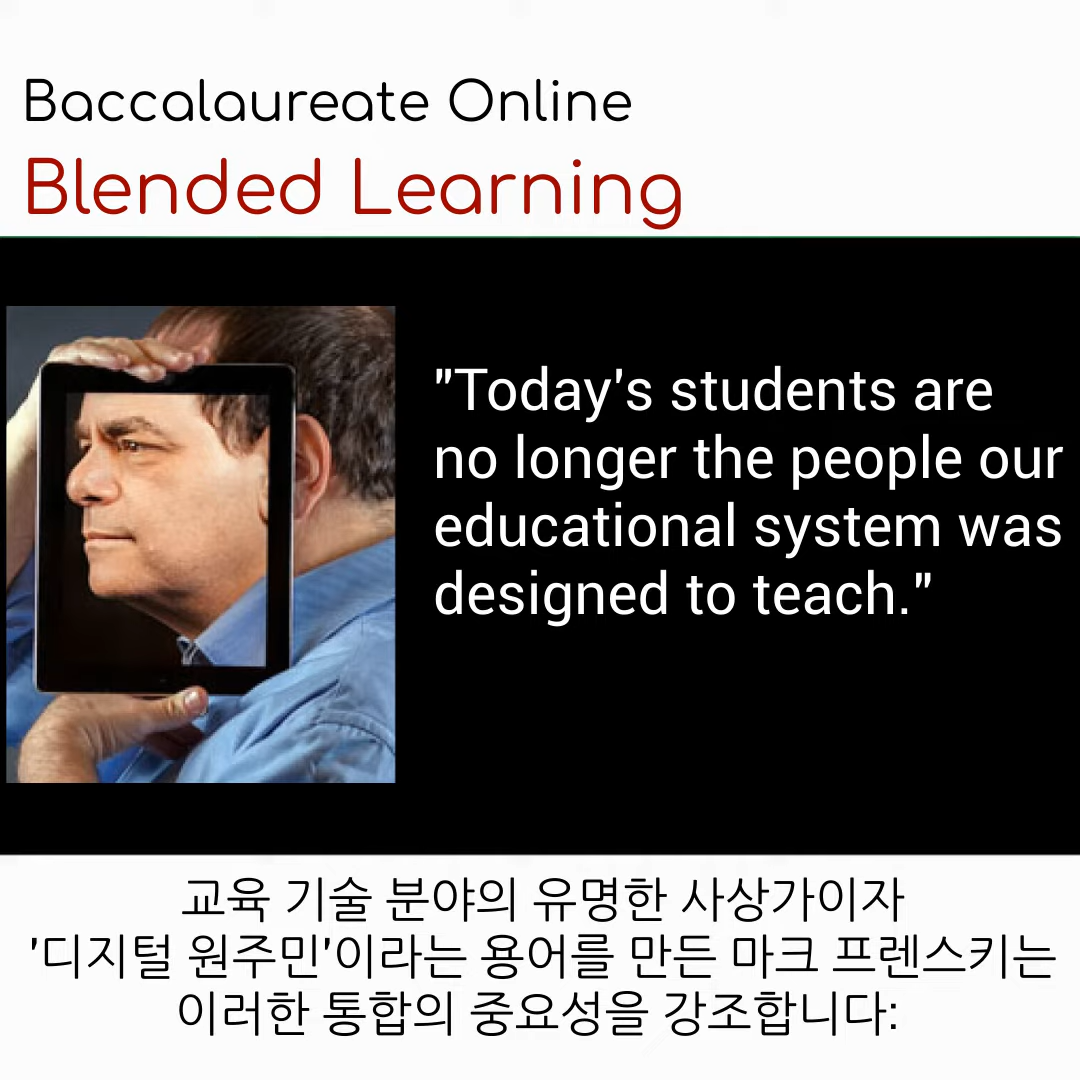 Baccalaureate Online
Blended Learning
"Today's students are
no longer the people our
educational system was
designed to teach."
교육 기술 분야의 유명한 사상가이자
'디지털 원주민'이라는 용어를 만든 마크 프렌스키는
이러한 통합의 중요성을 강조합니다: